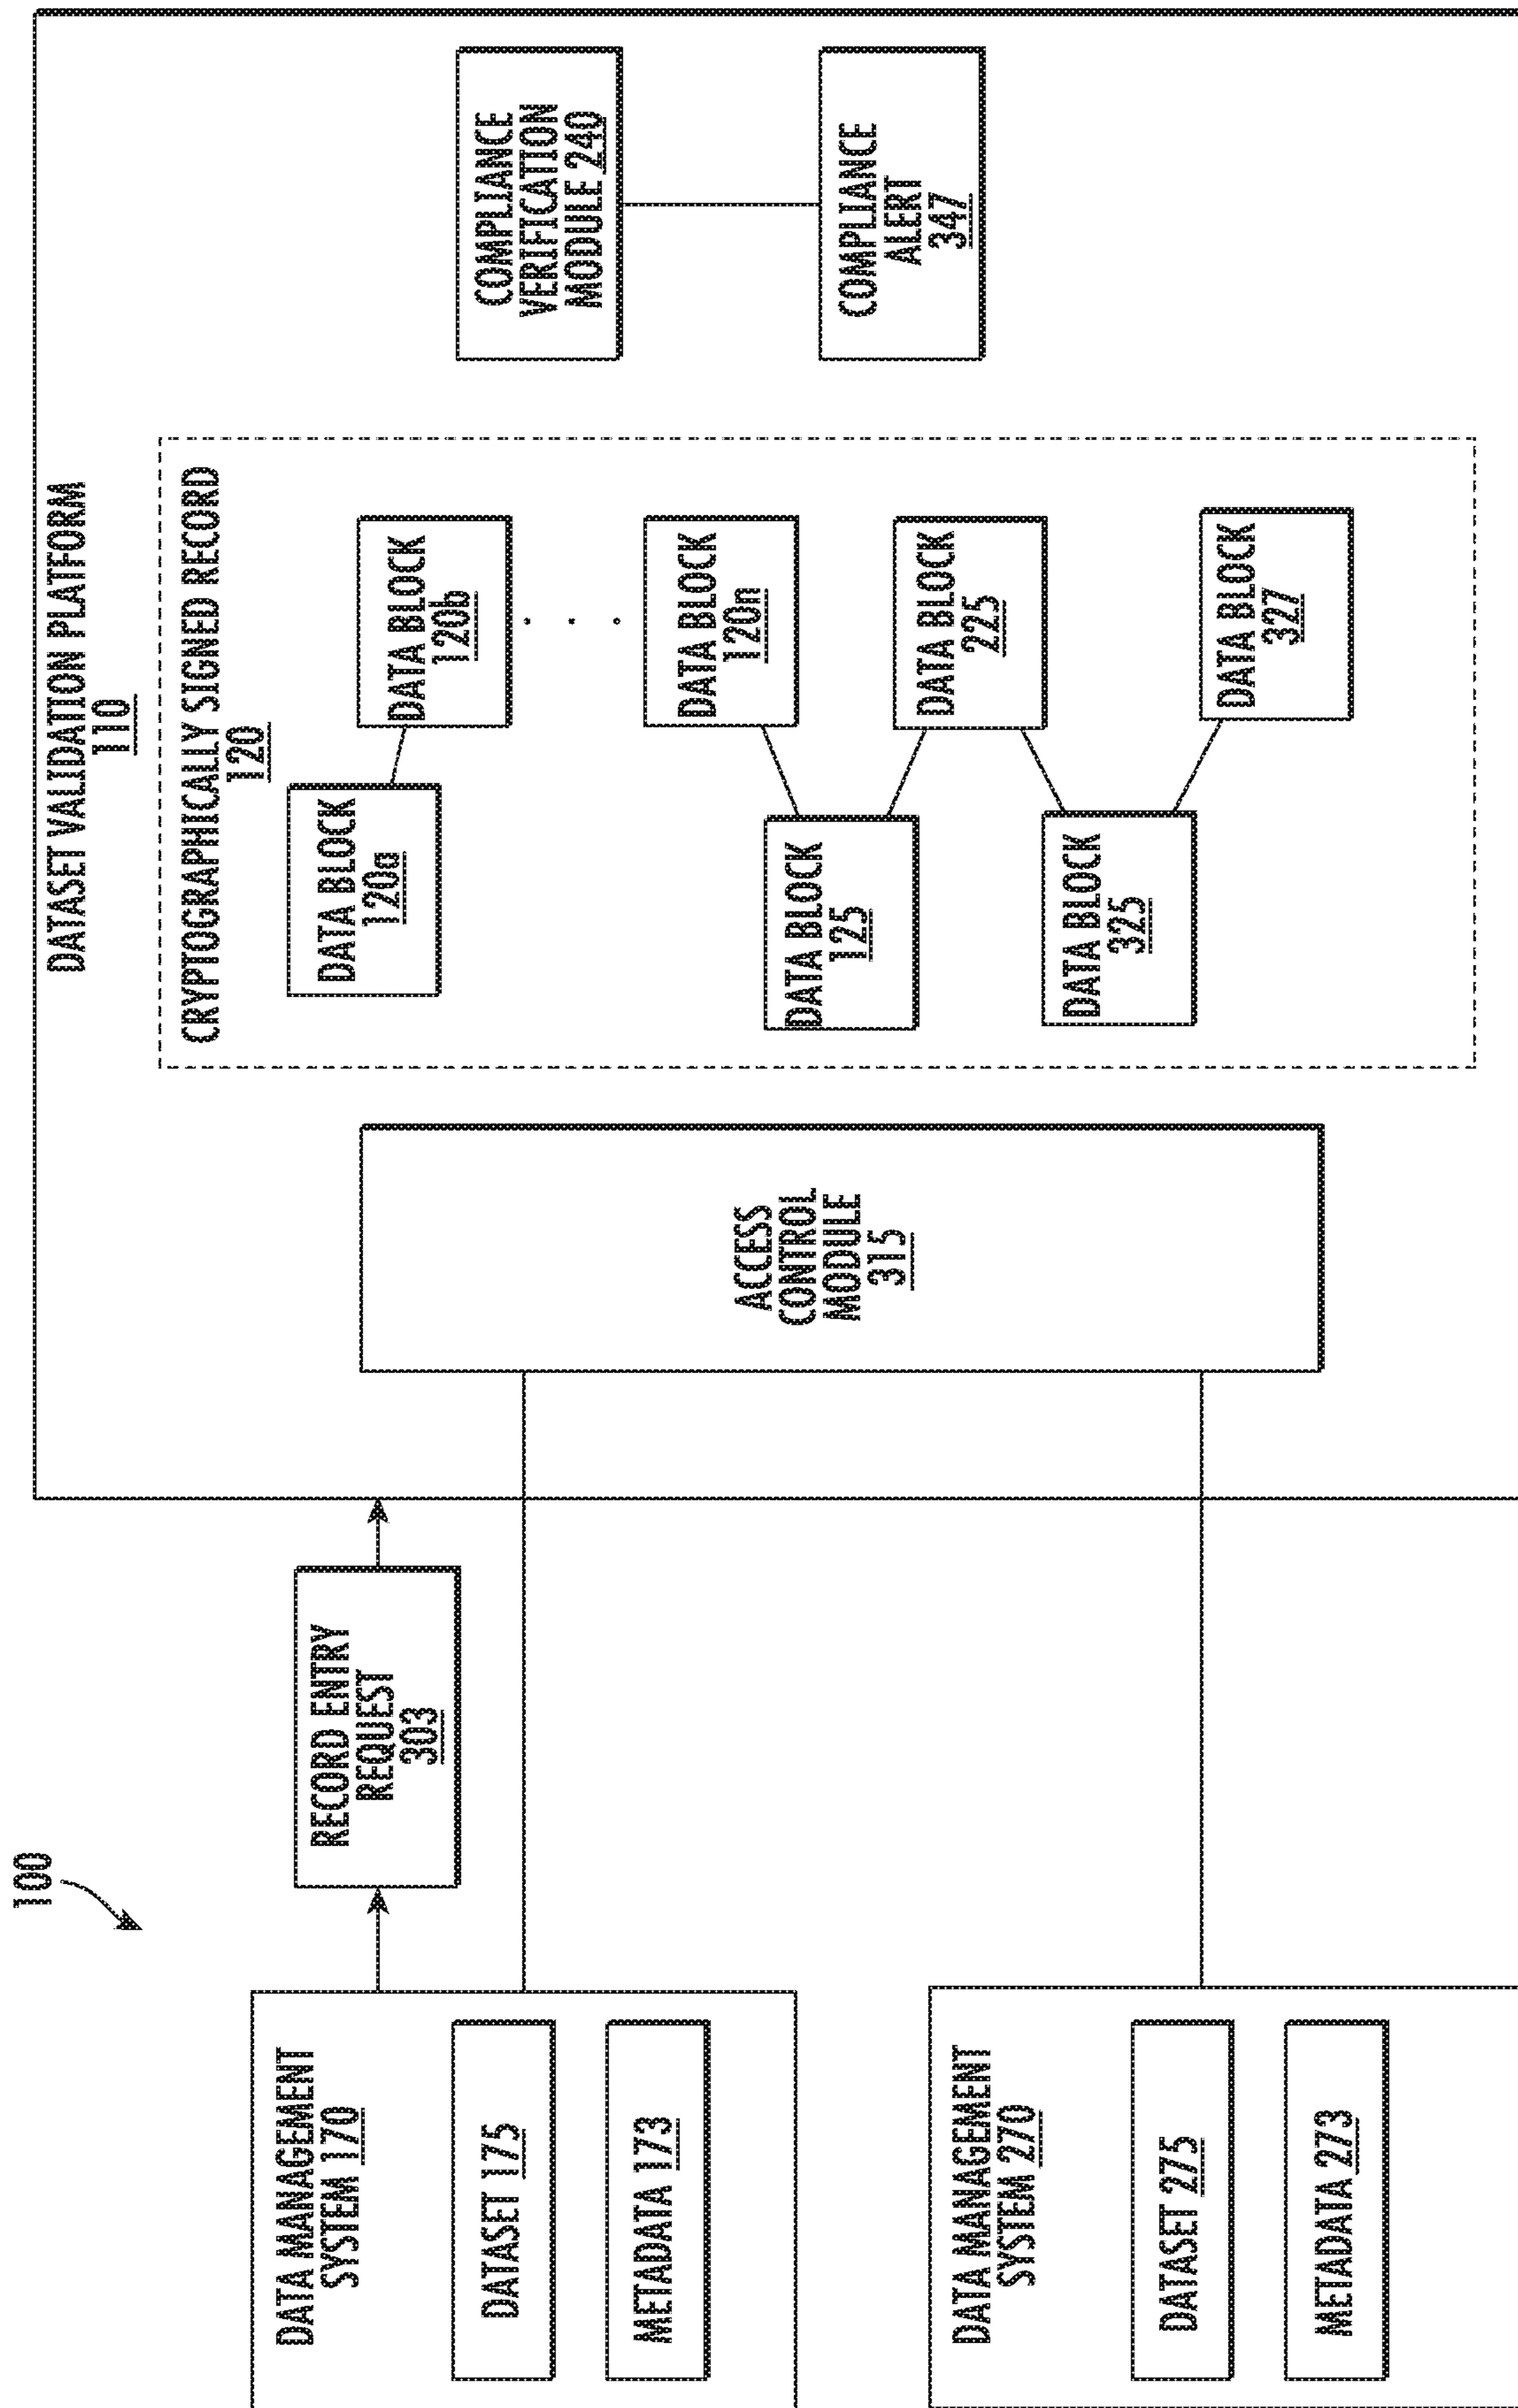 100
DATA MANAGEMENT
SYSTEM 170
DATASET 175
METADATA 173
DATA MANAGEMENT
SYSTEM 270
DATASET 275
METADATA 273
RECORD ENTRY
REQUEST
303
DATASET VALIDATION PLATFORM
110
ACCESS
CONTROL
MODULE
315
CRYPTOGRAPHICALLY SIGNED RECORD
120
DATA BLOCK
120a
DATA BLOCK
120b
. . .
DATA BLOCK
120n
DATA BLOCK
125
DATA BLOCK
225
DATA BLOCK
325
DATA BLOCK
327
COMPLIANCE
VERIFICATION
MODULE 240
COMPLIANCE
ALERT
347